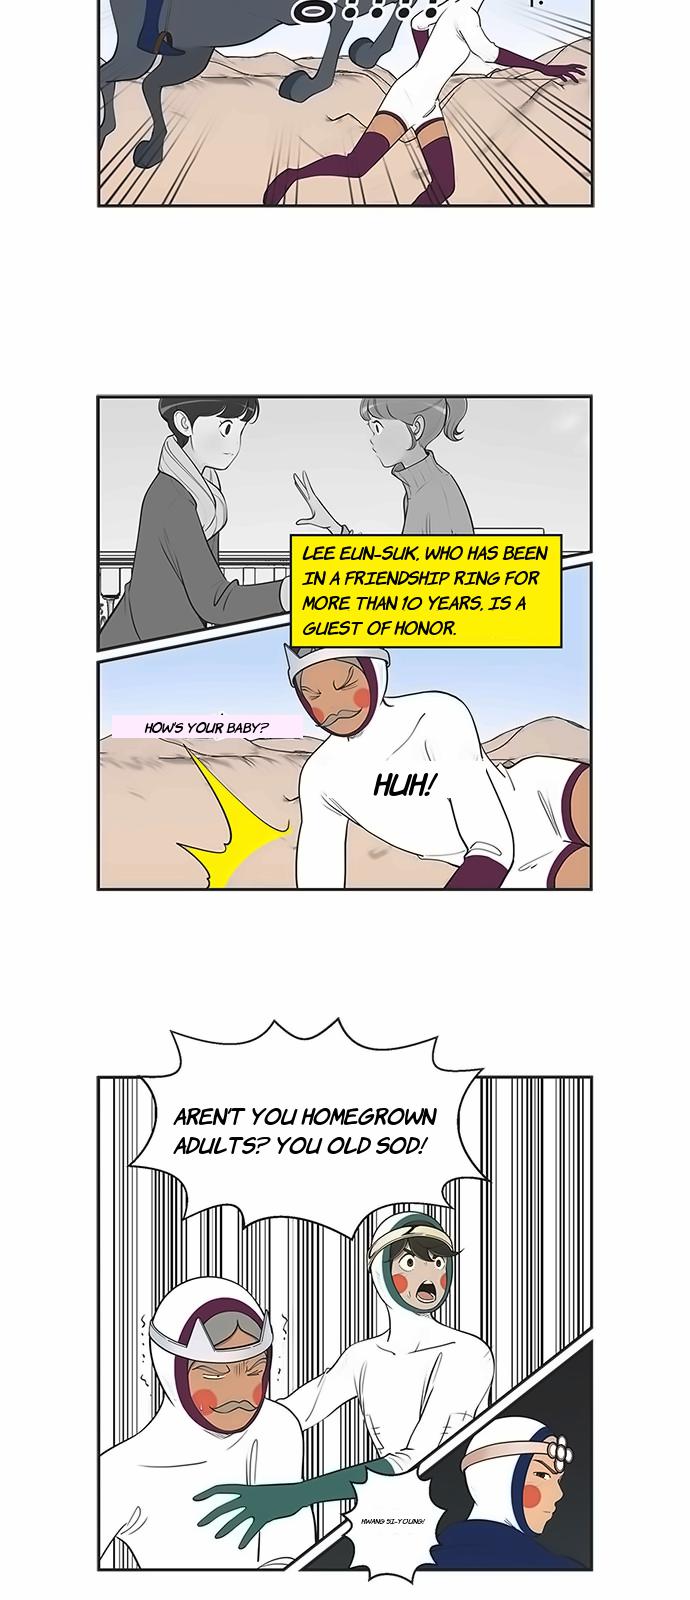 LEE EUN-SUK, WHO HAS BEEN
IN A FRIENDSHIP RING FOR
MORE THAN 10 YEARS, IS A
GUEST OF HONOR.
HOW'S YOUR BABY?
HUH!
AREN'T YOU HOMEGROWN
ADULTS? YOU OLD SOD!
HWANG SI-YOUNG!